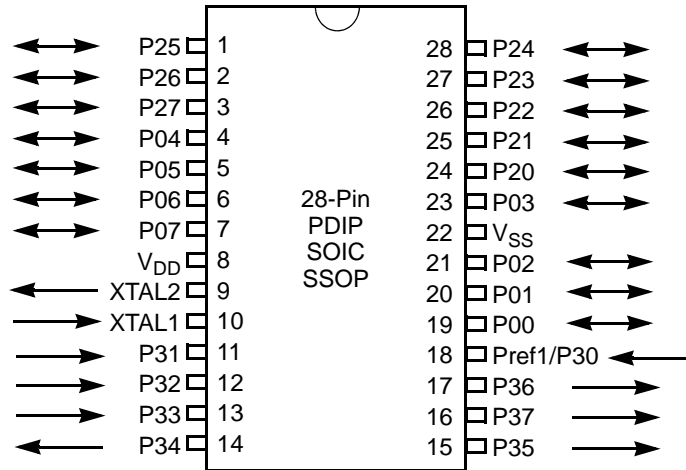 P25 1
P26 2
P27 3
P04 4
P05 5
P06 6
P07 7
VDD 8
XTAL2 9
XTAL1 10
P31 11
P32 12
P33 13
P34 14
28-Pin
PDIP
SOIC
SSOP
28 P24
27 P23
26 P22
25 P21
24 P20
23 P03
22 VSS
21 P02
20 P01
19 P00
18 Pref1/P30
17 P36
16 P37
15 P35